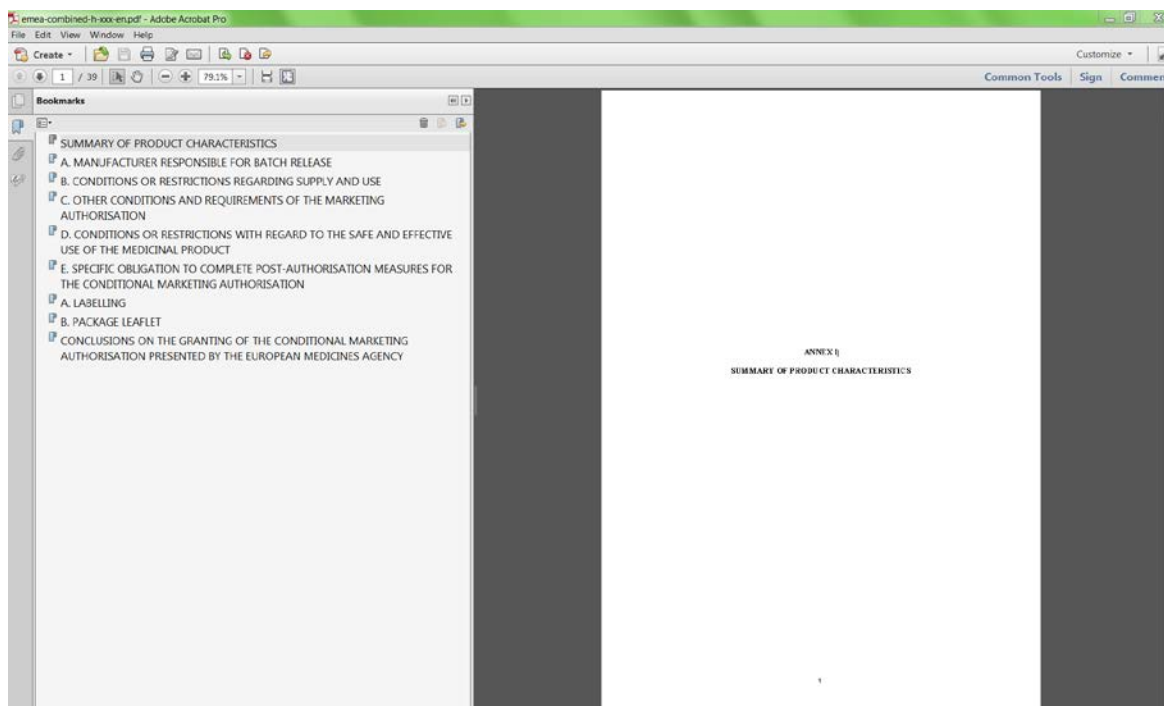 emea-combined-h-xxx-en.pdf - Adobe Acrobat Pro
File Edit View Window Help
Create
Customize
1 / 39
79.1%
Common Tools Sign Commen
Bookmarks
SUMMARY OF PRODUCT CHARACTERISTICS
A. MANUFACTURER RESPONSIBLE FOR BATCH RELEASE
B. CONDITIONS OR RESTRICTIONS REGARDING SUPPLY AND USE
C. OTHER CONDITIONS AND REQUIREMENTS OF THE MARKETING
AUTHORISATION
D. CONDITIONS OR RESTRICTIONS WITH REGARD TO THE SAFE AND EFFECTIVE
USE OF THE MEDICINAL PRODUCT
E. SPECIFIC OBLIGATION TO COMPLETE POST-AUTHORISATION MEASURES FOR
THE CONDITIONAL MARKETING AUTHORISATION
A. LABELLING
B. PACKAGE LEAFLET
CONCLUSIONS ON THE GRANTING OF THE CONDITIONAL MARKETING
AUTHORISATION PRESENTED BY THE EUROPEAN MEDICINES AGENCY
ANNEX I
SUMMARY OF PRODUCT CHARACTERISTICS
1